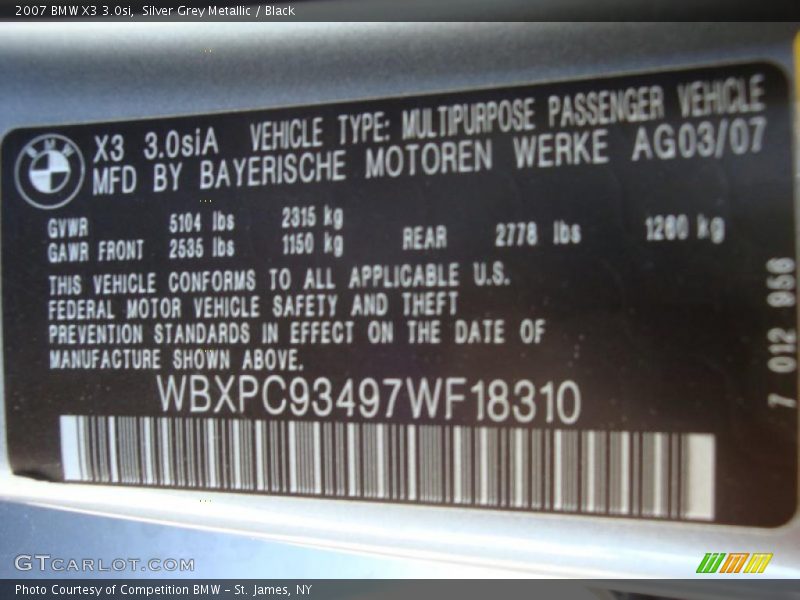 2007 BMW X3 3.0si, Silver Grey Metallic / Black
BMW
X3 3.0siA VEHICLE TYPE: MULTIPURPOSE PASSENGER VEHICLE
MFD BY BAYERISCHE MOTOREN WERKE AG03/07
GVWR 5104 lbs 2315 kg
GAWR FRONT 2535 lbs 1150 kg REAR 2778 lbs 1260 kg
THIS VEHICLE CONFORMS TO ALL APPLICABLE U.S.
FEDERAL MOTOR VEHICLE SAFETY AND THEFT
PREVENTION STANDARDS IN EFFECT ON THE DATE OF
MANUFACTURE SHOWN ABOVE.
WBXPC93497WF18310
7 012 956
GTCARLOT.COM
Photo Courtesy of Competition BMW – St. James, NY